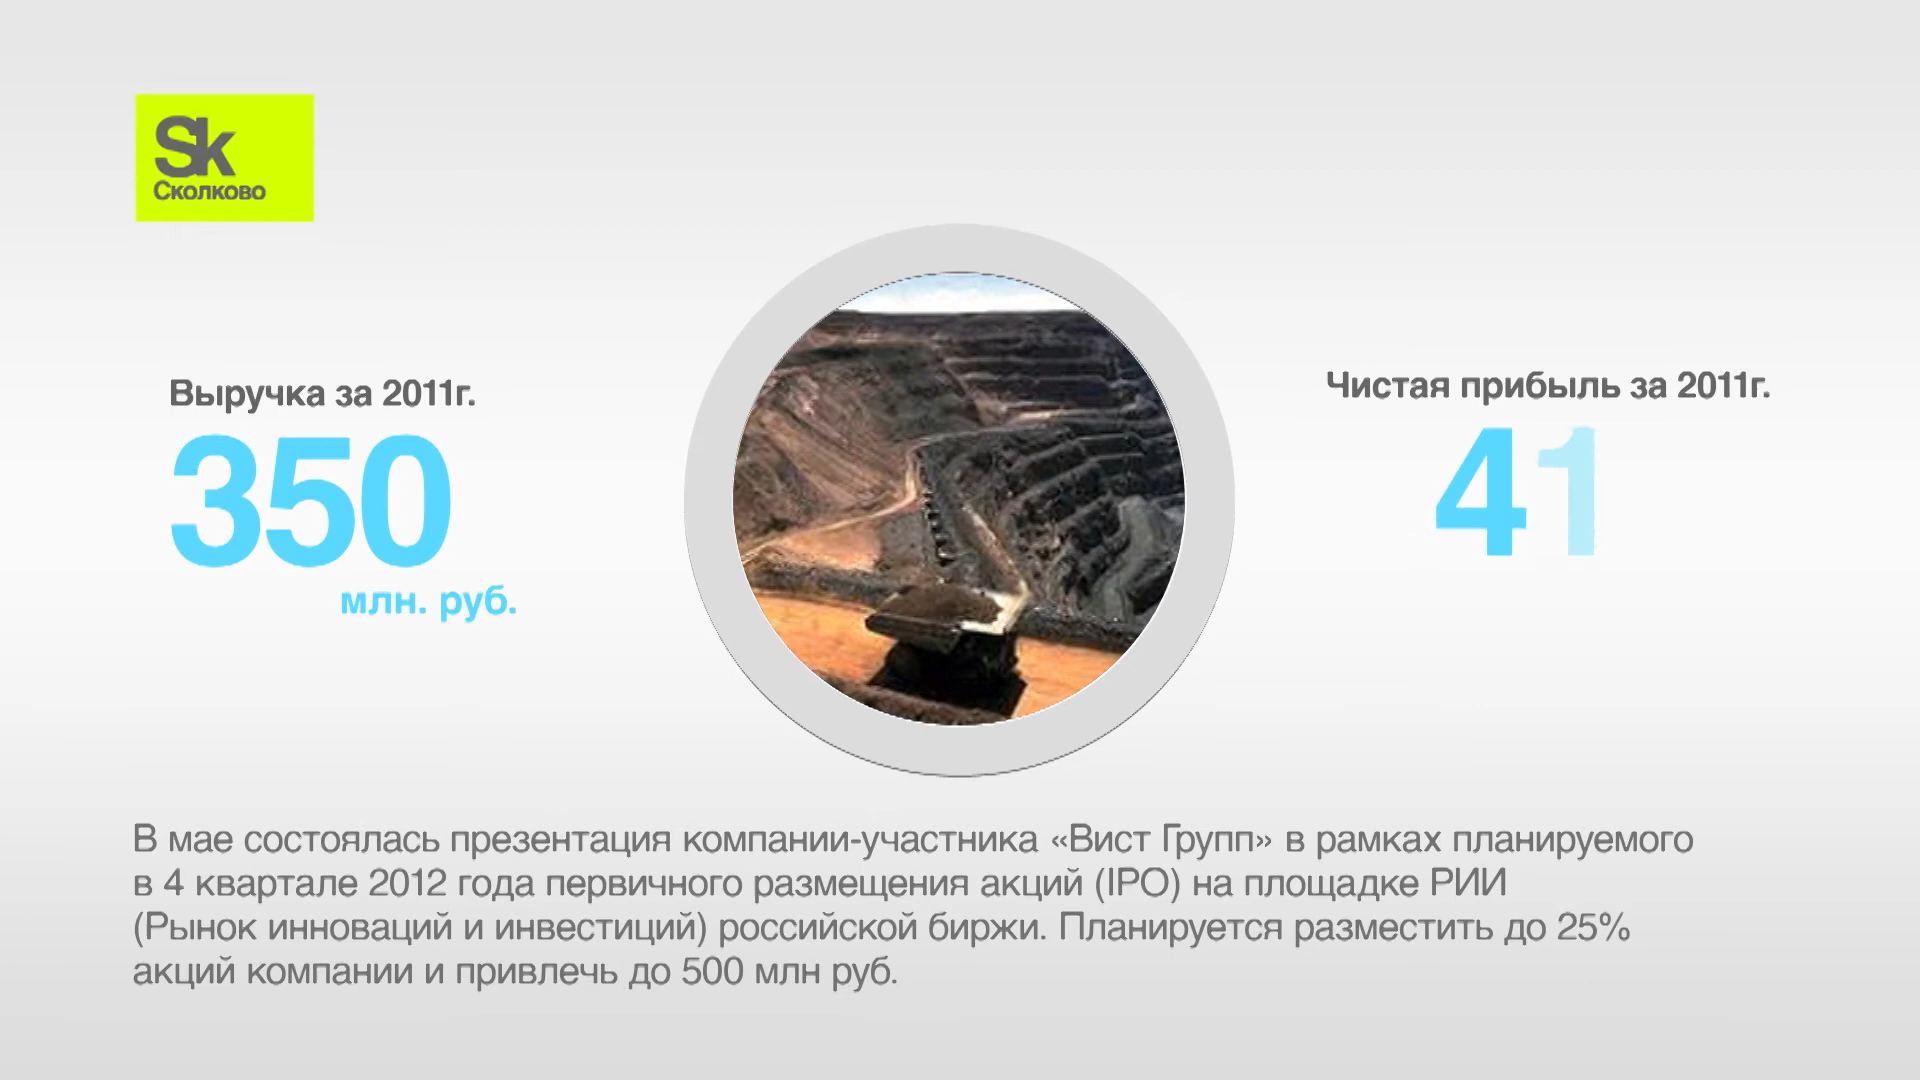 Sk
Сколково
Выручка за 2011г.
350
млн. руб.
Чистая прибыль за 2011г.
41
В мае состоялась презентация компании-участника «Вист Групп» в рамках планируемого
в 4 квартале 2012 года первичного размещения акций (IPO) на площадке РИИ
(Рынок инноваций и инвестиций) российской биржи. Планируется разместить до 25%
акций компании и привлечь до 500 млн руб.